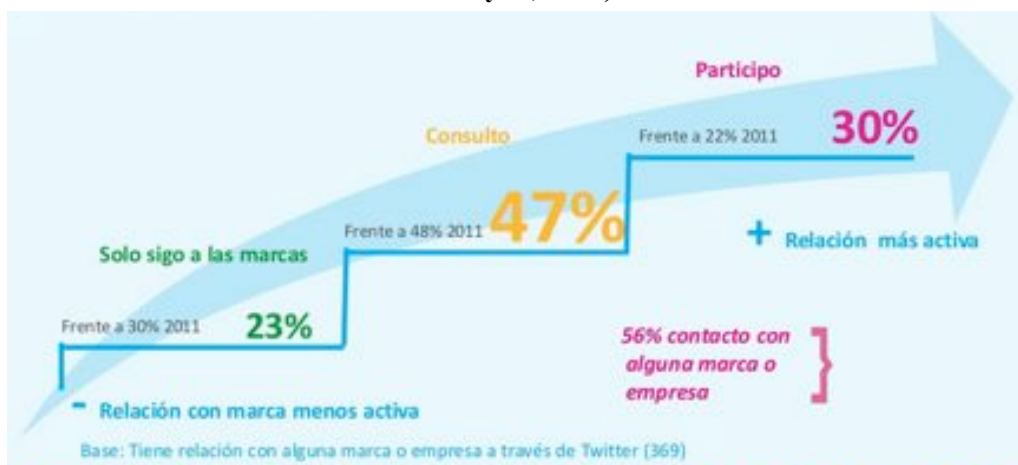 Participo
Frente a 22% 2011 30%
Consulto
Frente a 48% 2011 47%
+ Relación más activa
Solo sigo a las marcas
Frente a 30% 2011 23%
56% contacto con
alguna marca o
empresa
- Relación con marca menos activa
Base: Tiene relación con alguna marca o empresa a través de Twitter (369)